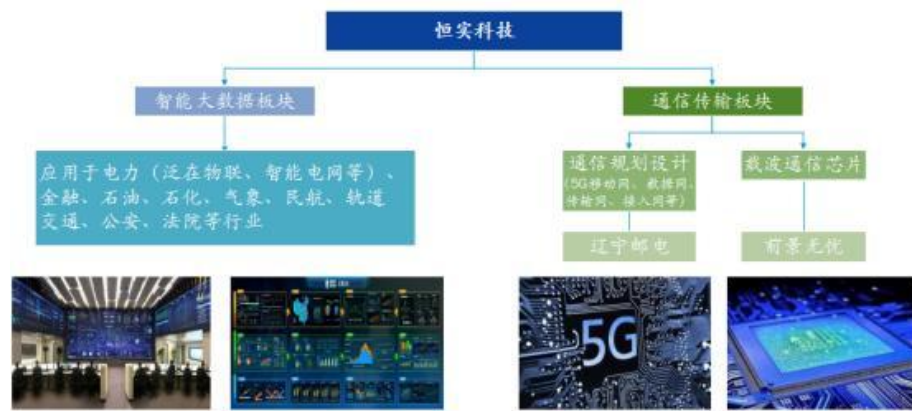 恒实科技
智能大数据板块
通信传输板块
应用于电力（泛在物联、智能电网等）、
金融、石油、石化、气象、民航、轨道
交通、公安、法院等行业
通信规划设计
（5G移动网、数据网、
传输网、接入网等）
载波通信芯片
辽宁邮电
前景无忧
5G